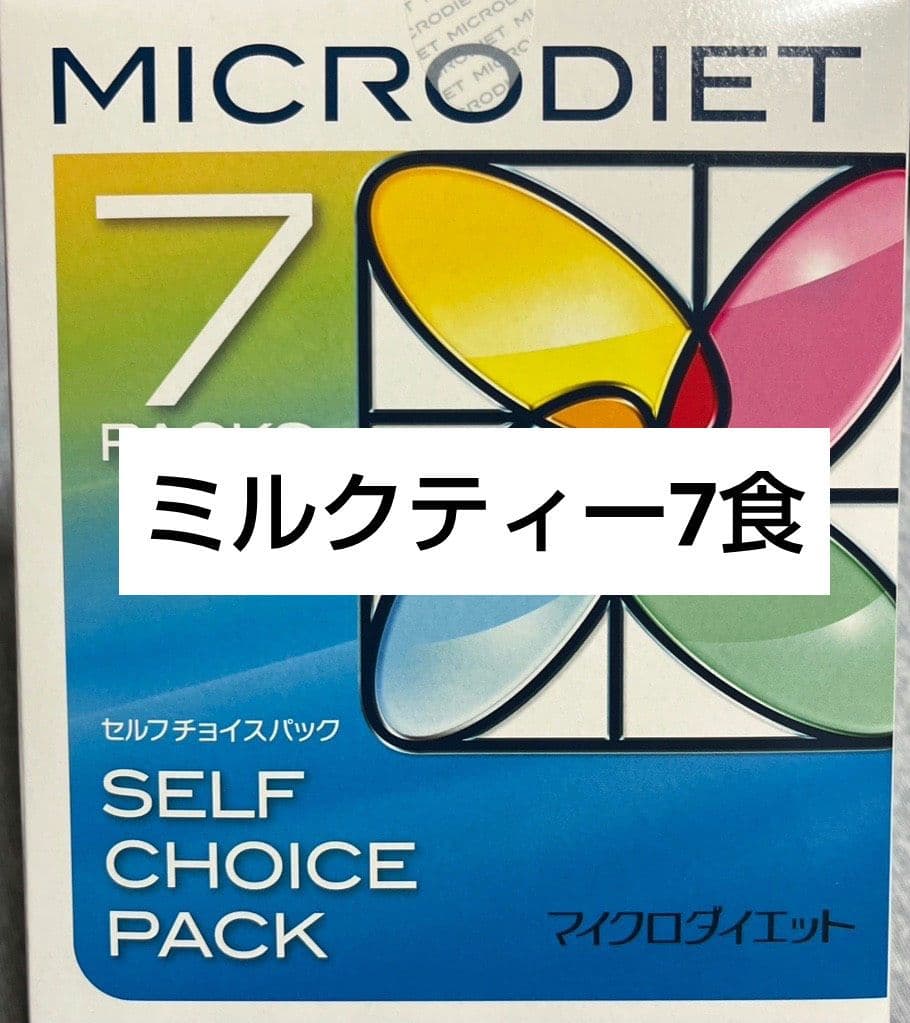 MICRODIET
7
PACKS
ミルクティー7食
セルフチョイスパック
SELF
CHOICE
PACK
マイクロダイエット